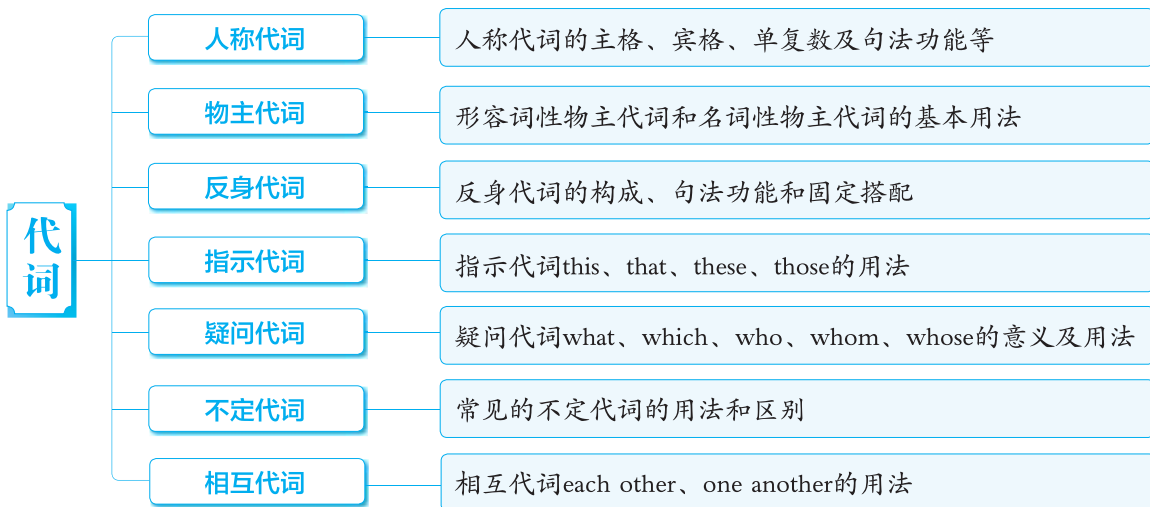 代词
人称代词
人称代词的主格、宾格、单复数及句法功能等
物主代词
形容词性物主代词和名词性物主代词的基本用法
反身代词
反身代词的构成、句法功能和固定搭配
指示代词
指示代词this、that、these、those的用法
疑问代词
疑问代词what、which、who、whom、whose的意义及用法
不定代词
常见的不定代词的用法和区别
相互代词
相互代词each other、one another的用法